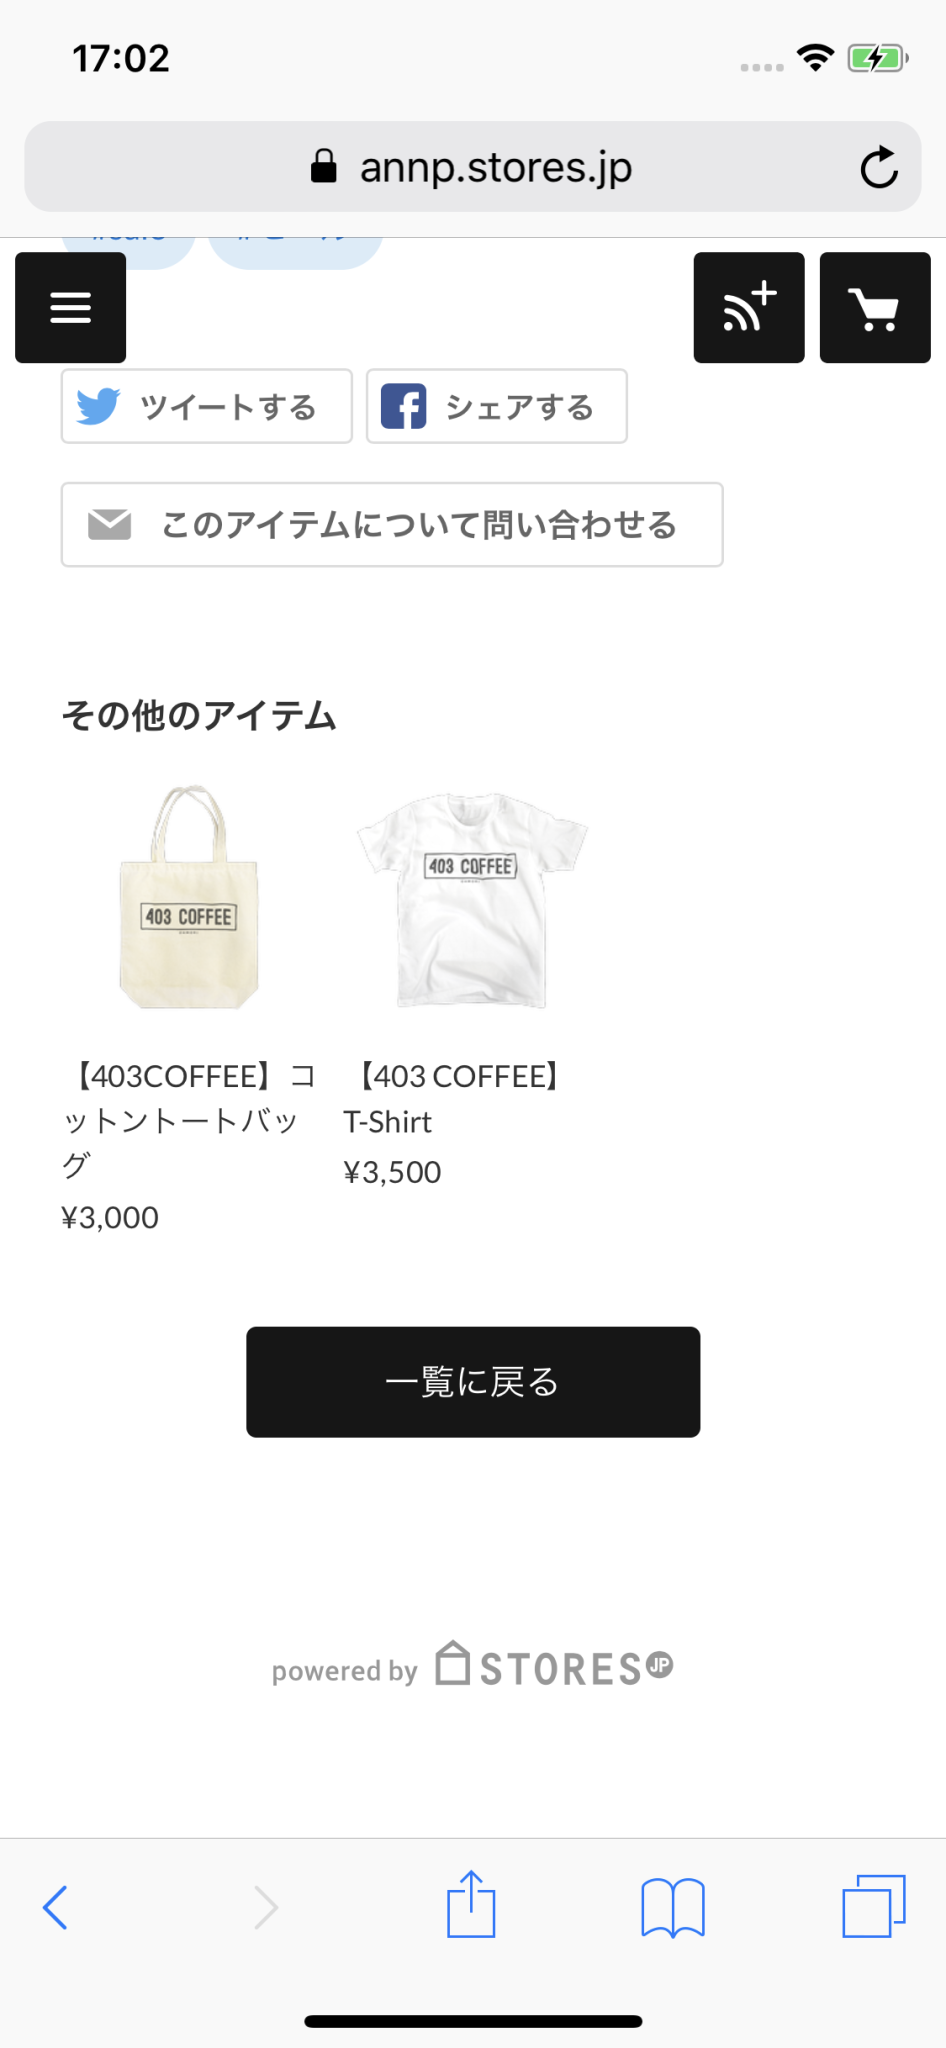 17:02
annp.stores.jp
ツイートする
シェアする
このアイテムについて問い合わせる
その他のアイテム
403 COFFEE
403 COFFEE
【403COFFEE】コ
ットントートバッ
グ
¥3,000
【403 COFFEE】
T-Shirt
¥3,500
一覧に戻る
powered by STORES JP